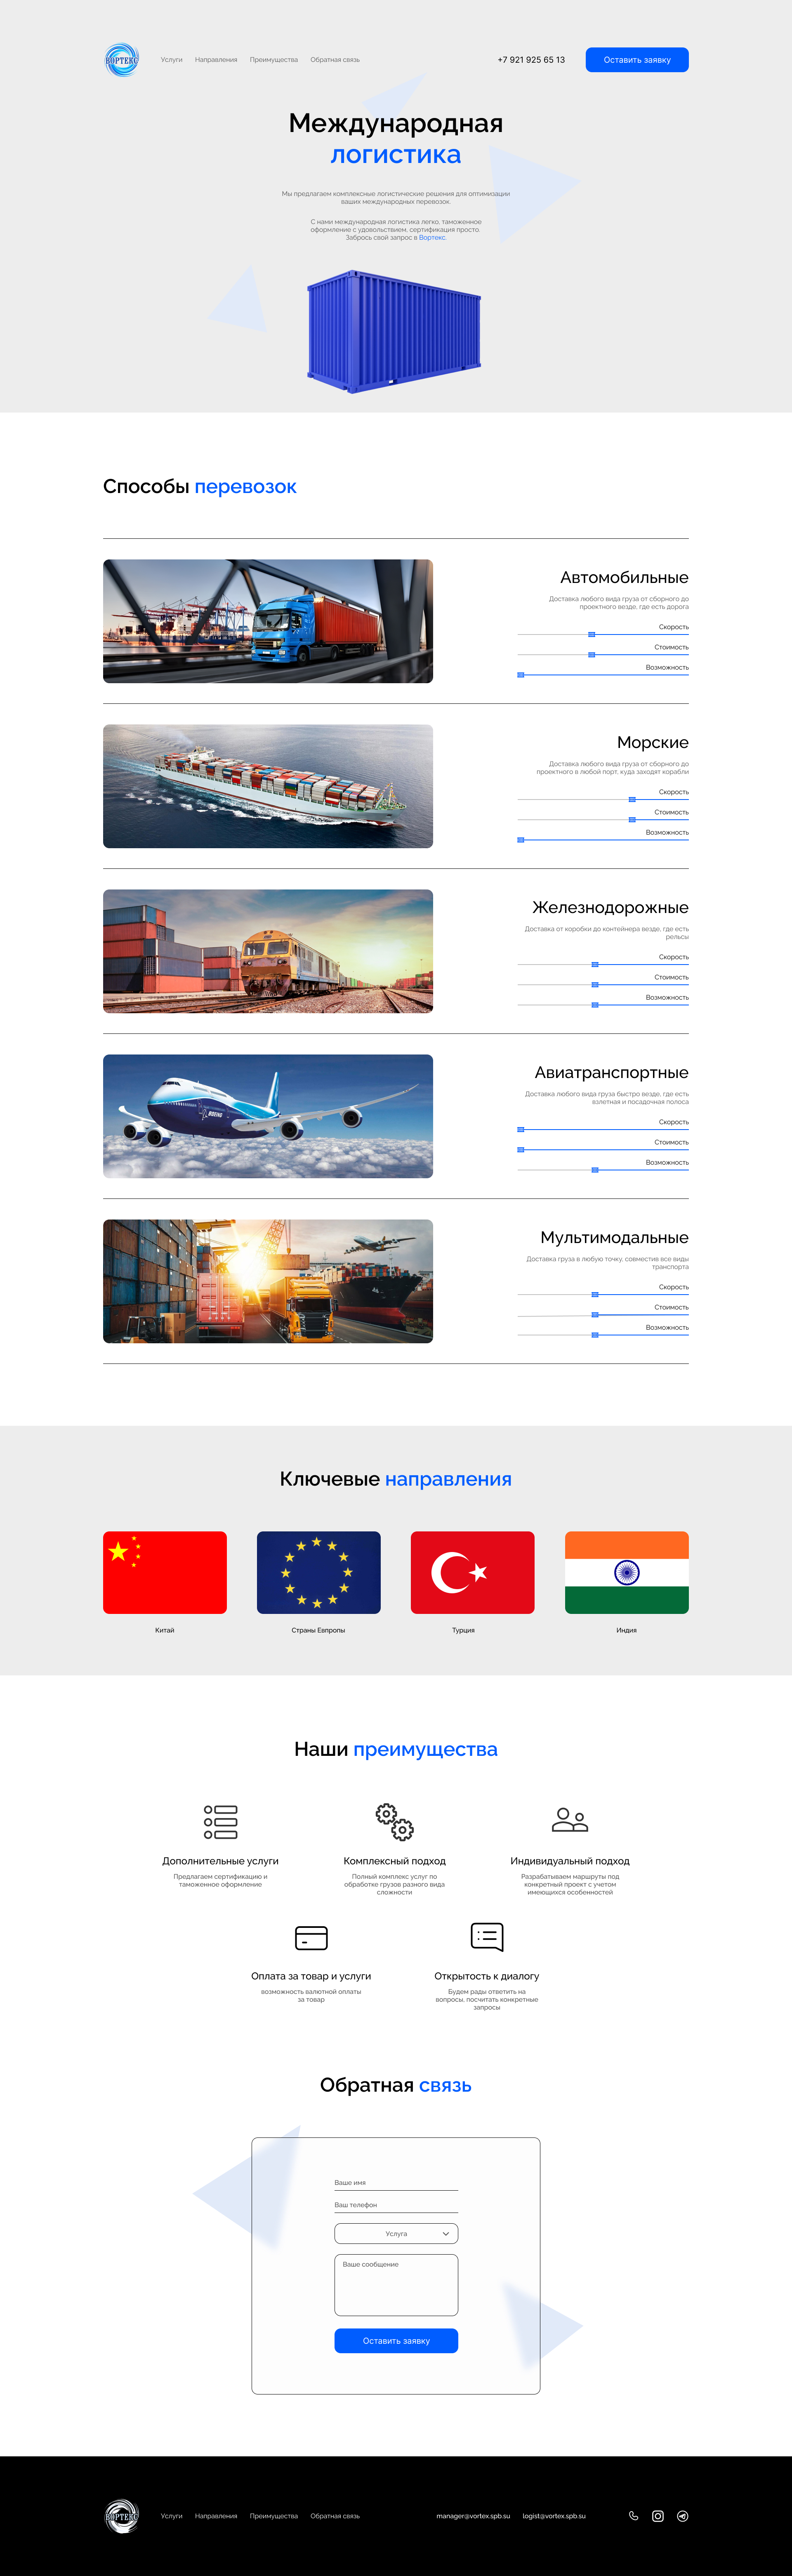 ВОРТЕКС
Услуги Направления Преимущества Обратная связь
+7 921 925 65 13
Оставить заявку
Международная
логистика
Мы предлагаем комплексные логистические решения для оптимизации
ваших международных перевозок.
С нами международная логистика легко, таможенное
оформление с удовольствием, сертификация просто.
Забрось свой запрос в Вортекс.
Способы перевозок
Автомобильные
Доставка любого вида груза от сборного до
проектного везде, где есть дорога
Скорость
Стоимость
Возможность
Морские
Доставка любого вида груза от сборного до
проектного в любой порт, куда заходят корабли
Скорость
Стоимость
Возможность
Железнодорожные
Доставка от коробки до контейнера везде, где есть
рельсы
Скорость
Стоимость
Возможность
BOEING
Авиатранспортные
Доставка любого вида груза быстро везде, где есть
взлетная и посадочная полоса
Скорость
Стоимость
Возможность
Мультимодальные
Доставка груза в любую точку, совместив все виды
транспорта
Скорость
Стоимость
Возможность
Ключевые направления
Китай
Страны Евпропы
Турция
Индия
Наши преимущества
Дополнительные услуги
Предлагаем сертификацию и
таможенное оформление
Комплексный подход
Полный комплекс услуг по
обработке грузов разного вида
сложности
Индивидуальный подход
Разрабатываем маршруты под
конкретный проект с учетом
имеющихся особенностей
Оплата за товар и услуги
возможность валютной оплаты
за товар
Открытость к диалогу
Будем рады ответить на
вопросы, посчитать конкретные
запросы
Обратная связь
Ваше имя
Ваш телефон
Услуга
Ваше сообщение
Оставить заявку
ВОРТЕКС
Услуги Направления Преимущества Обратная связь
manager@vortex.spb.su
logist@vortex.spb.su